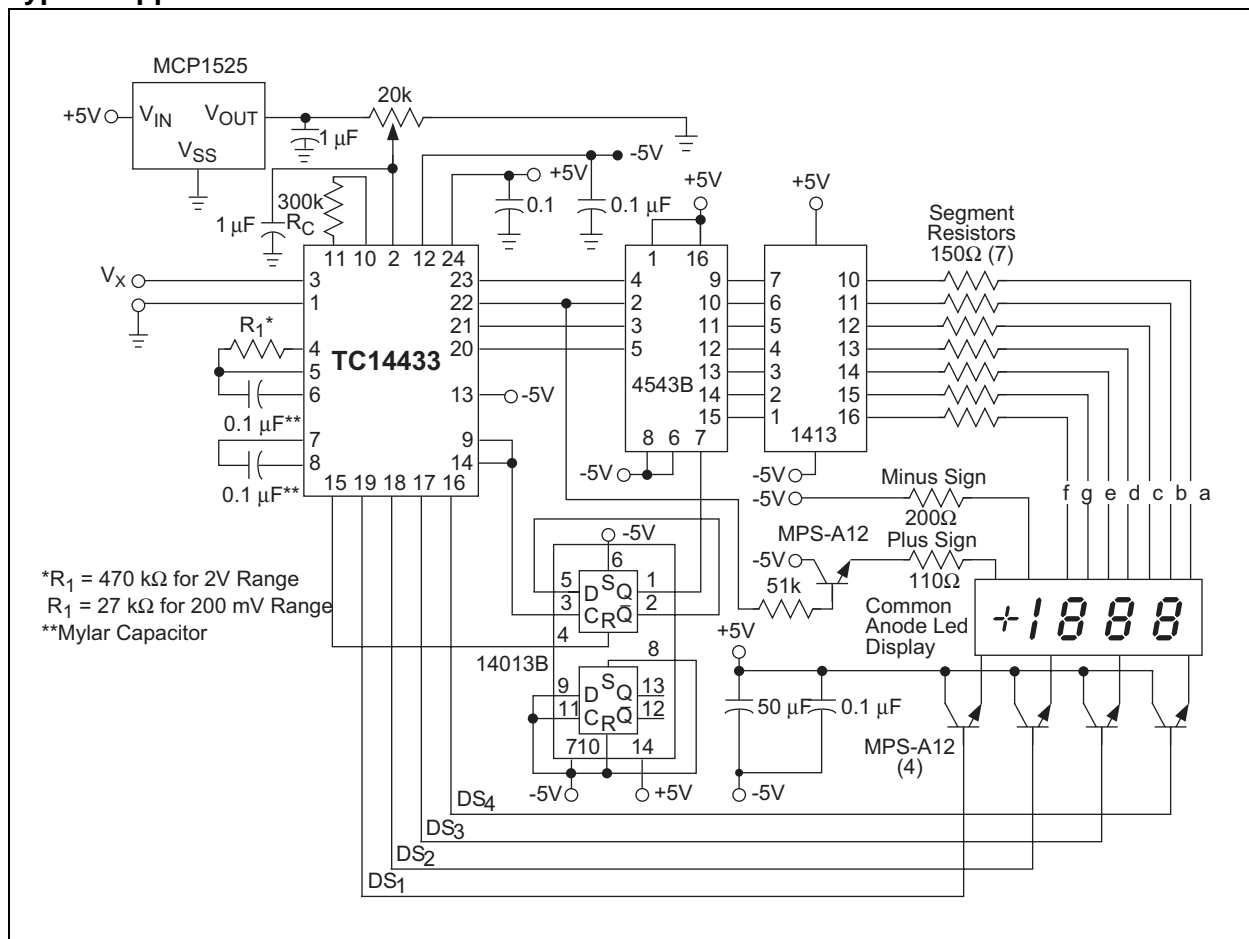 MCP1525
+5V
VIN
VOUT
VSS
1 μF
20k
-5V
+5V
0.1
0.1 μF
300k
RC
1 μF
11 10 2 12 24
VX
3
1
R1*
4
5
6
0.1 μF**
7
8
0.1 μF**
TC14433
23
22
21
20
13
-5V
9
14
15 19 18 17 16
+5V
1 16
4
2
3
5
9
10
11
12
13
14
15
4543B
8 6 7
-5V
+5V
7
6
5
4
3
2
1
10
11
12
13
14
15
16
1413
-5V
Segment
Resistors
150Ω (7)
f g e d c b a
-5V
Minus Sign
200Ω
MPS-A12
-5V
Plus Sign
110Ω
51k
*R1 = 470 kΩ for 2V Range
R1 = 27 kΩ for 200 mV Range
**Mylar Capacitor
-5V
6
5 D S Q 1
3 C R Q 2
4
14013B
8
9 D S Q 13
11 C R Q 12
7 10 14
-5V
+5V
Common
Anode Led
Display
+1888
+5V
50 μF
0.1 μF
-5V
MPS-A12
(4)
DS4
DS3
DS2
DS1